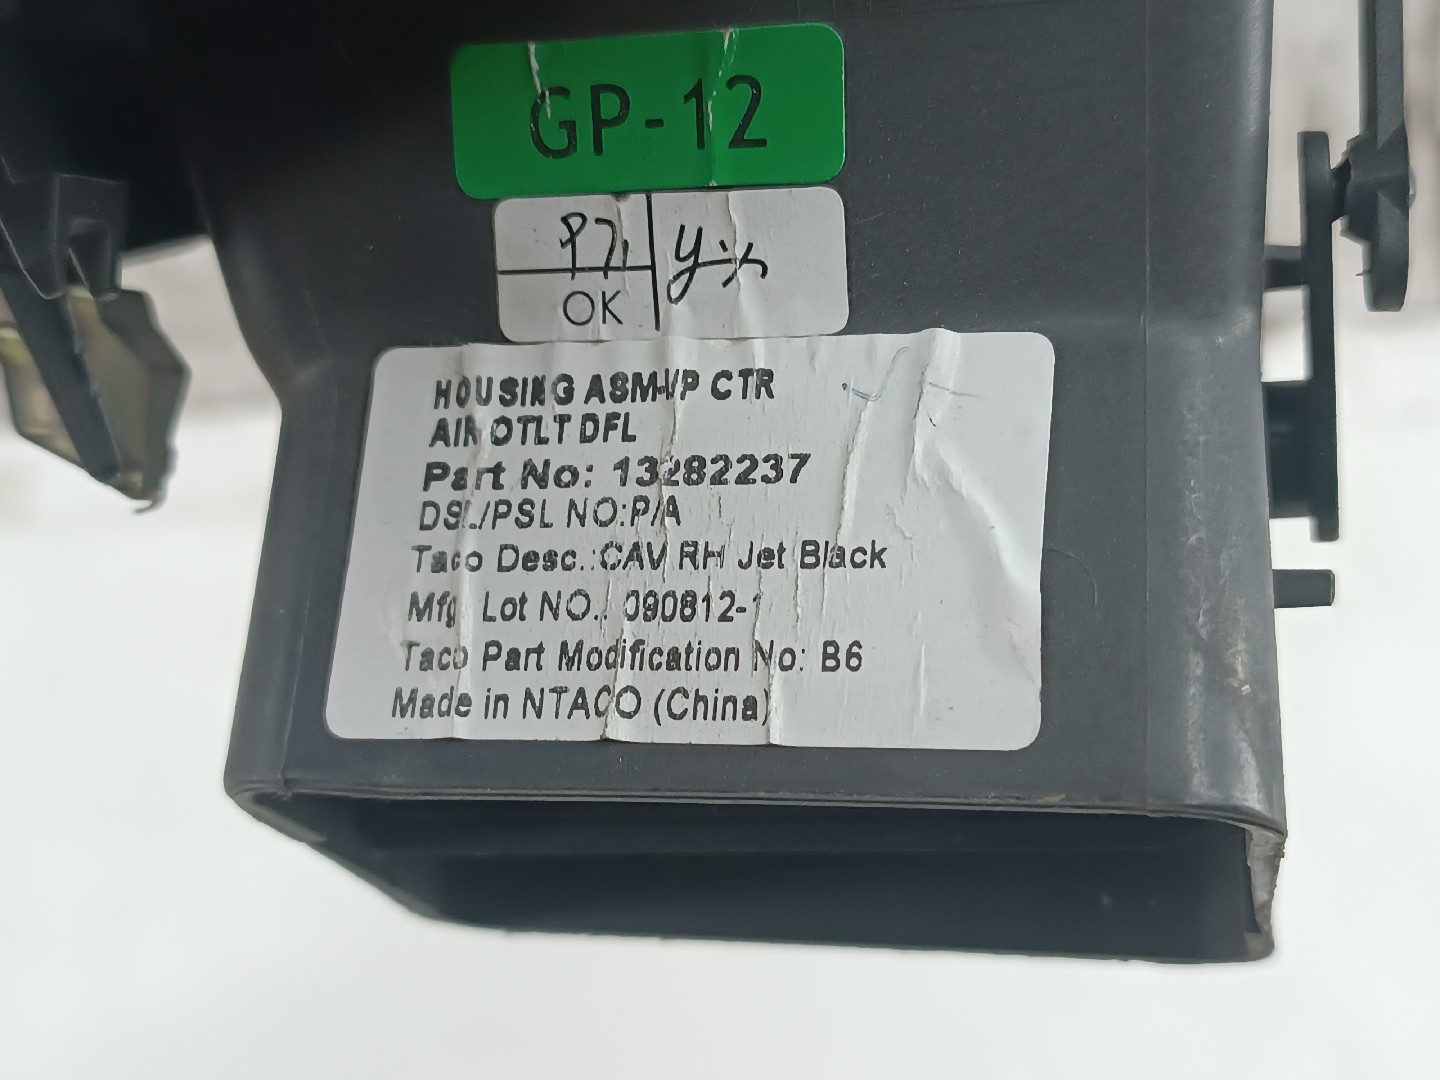 GP-12
OK
HOUSING ASM-I/P CTR
AIR OTLT DFL
Part No: 13282237
DSL/PSL NO:P/A
Taco Desc.:CAV RH Jet Black
Mfg Lot NO.: 090812-1
Taco Part Modification No: B6
Made in NTACO (China)